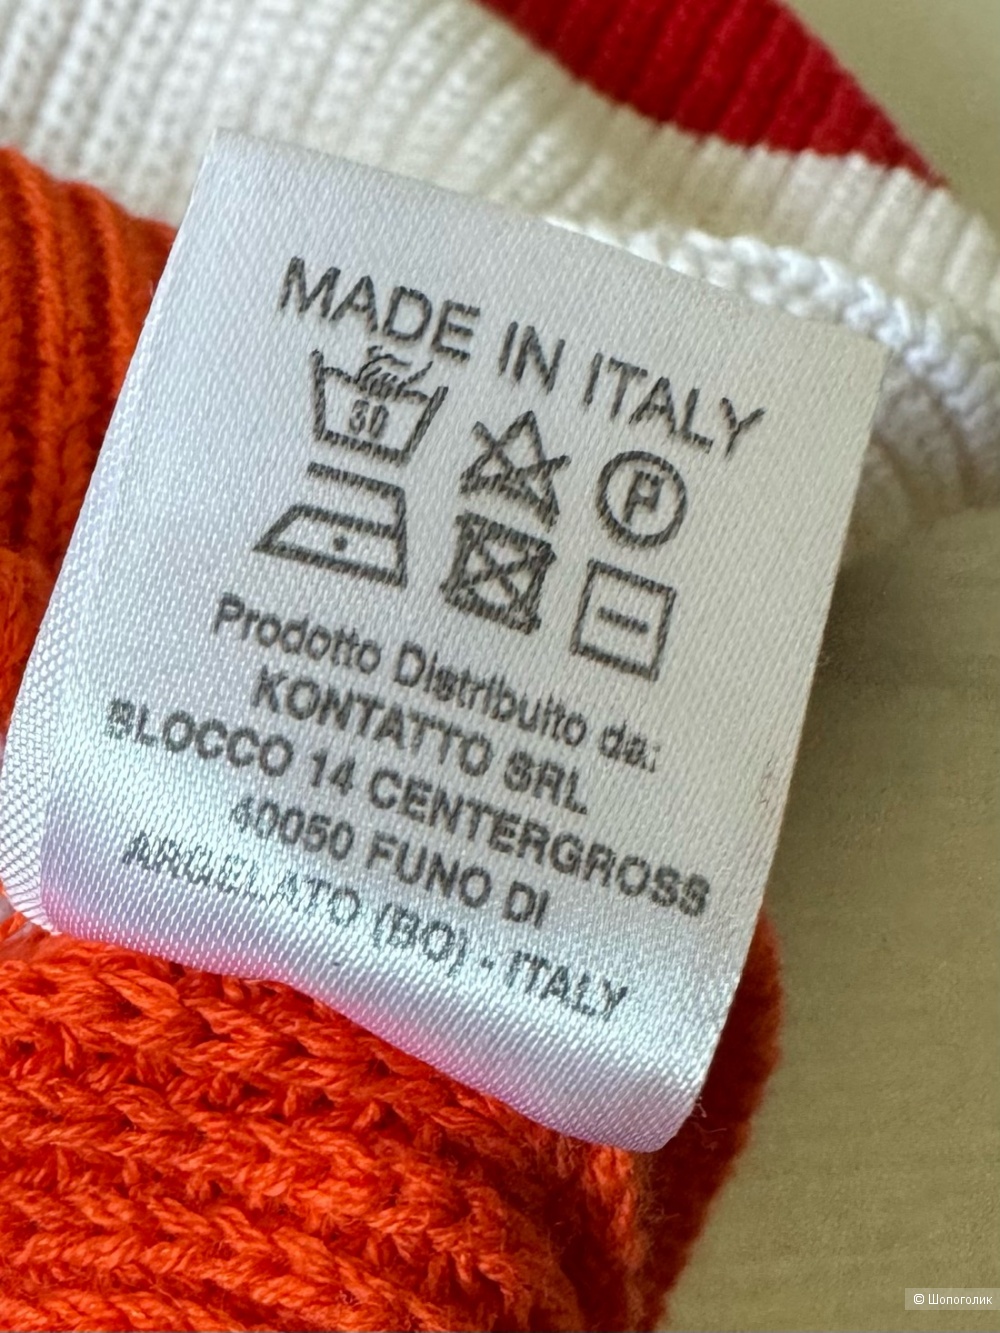 MADE IN ITALY
30
P
Prodotto Distribuito da:
KONTATTO SRL
BLOCCO 14 CENTERGROSS
40050 FUNO DI
ARGELATO (BO) - ITALY
© Шопоголик